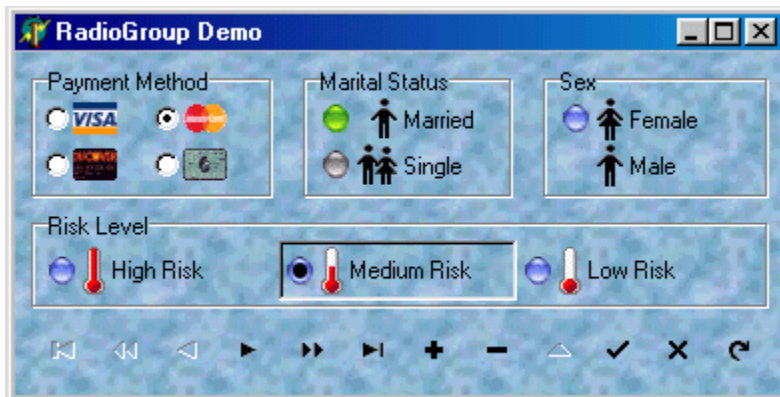 RadioGroup Demo
Payment Method
VISA
DISCOVER
Marital Status
Married
Single
Sex
Female
Male
Risk Level
High Risk
Medium Risk
Low Risk